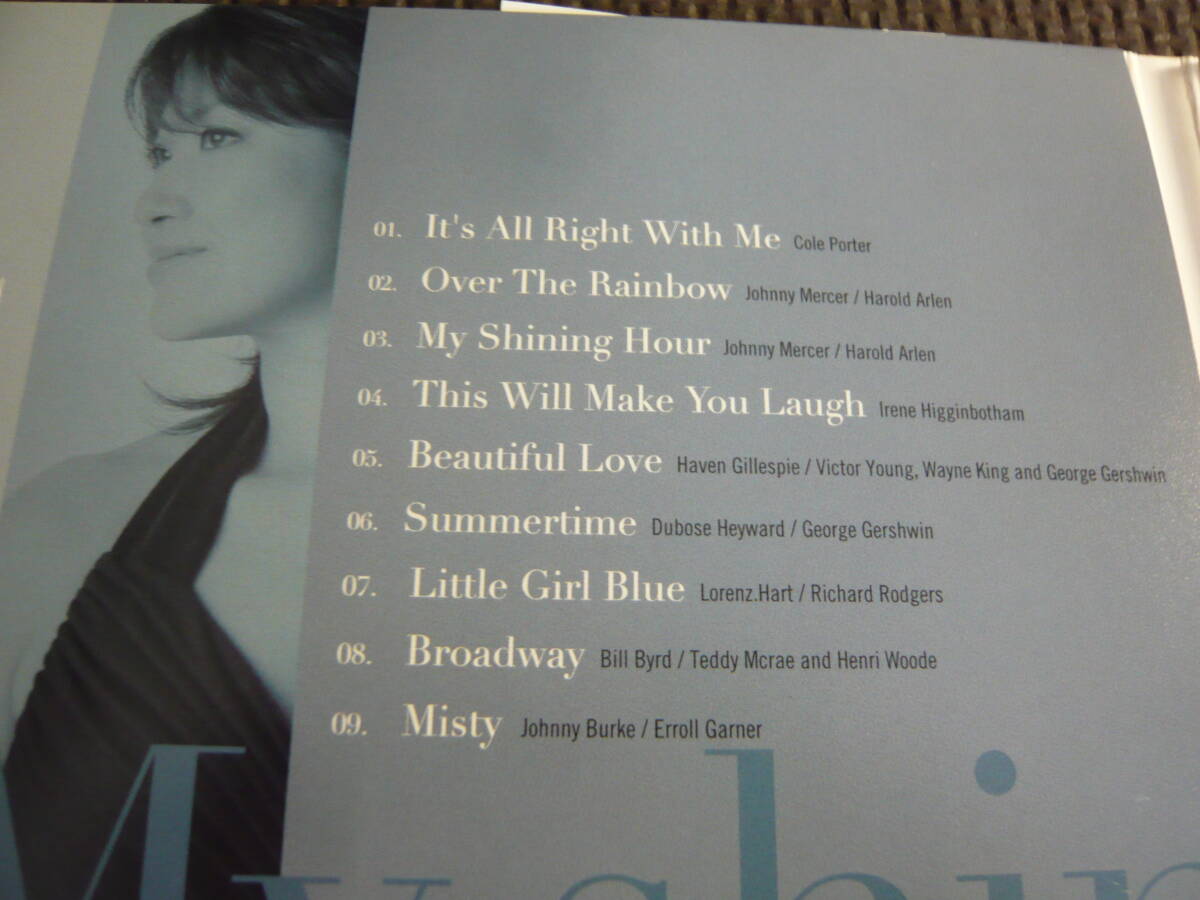 01. It's All Right With Me Cole Porter
02. Over The Rainbow Johnny Mercer / Harold Arlen
03. My Shining Hour Johnny Mercer / Harold Arlen
04. This Will Make You Laugh Irene Higginbotham
05. Beautiful Love Haven Gillespie / Victor Young, Wayne King and George Gershwin
06. Summertime Dubose Heyward / George Gershwin
07. Little Girl Blue Lorenz.Hart / Richard Rodgers
08. Broadway Bill Byrd / Teddy Mcrae and Henri Woode
09. Misty Johnny Burke / Erroll Garner
My shin